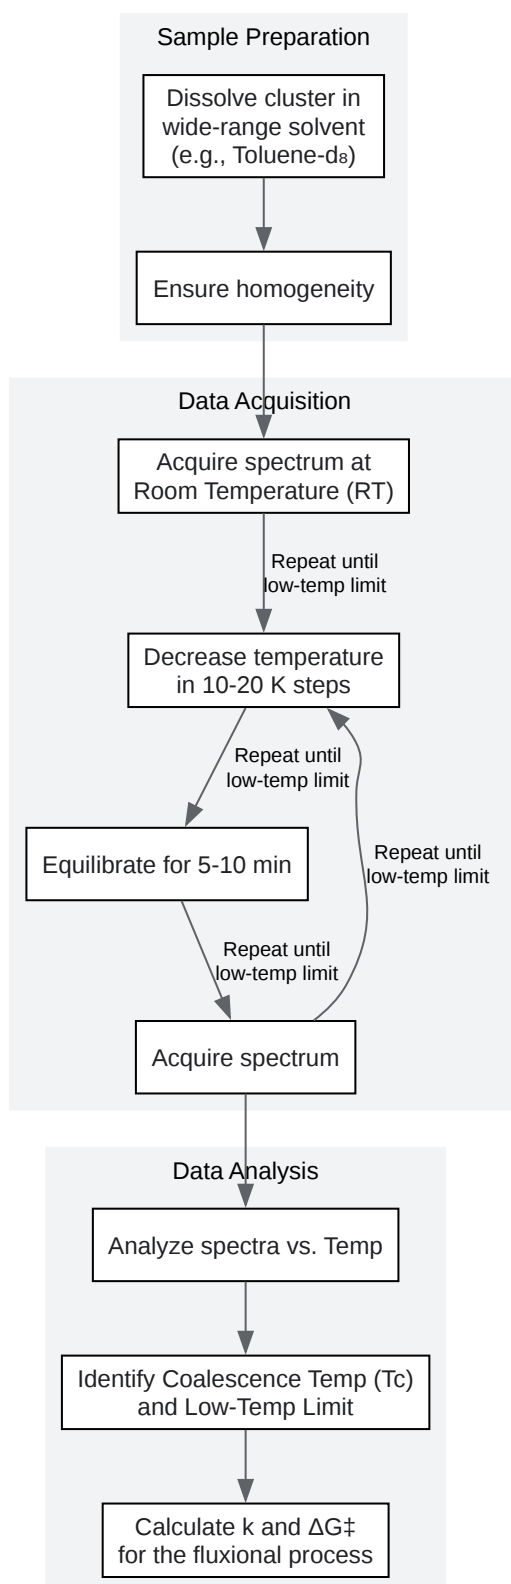 Sample Preparation
Dissolve cluster in
wide-range solvent
(e.g., Toluene-d₈)
Ensure homogeneity
Data Acquisition
Acquire spectrum at
Room Temperature (RT)
Repeat until
low-temp limit
Decrease temperature
in 10-20 K steps
Repeat until
low-temp limit
Equilibrate for 5-10 min
Repeat until
low-temp limit
Repeat until
low-temp limit
Acquire spectrum
Data Analysis
Analyze spectra vs. Temp
Identify Coalescence Temp (Tc)
and Low-Temp Limit
Calculate k and ΔG‡
for the fluxional process